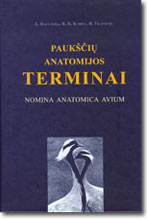 PAUKŠČIŲ
ANATOMIJOS
TERMINAI
NOMINA ANATOMICA AVIUM